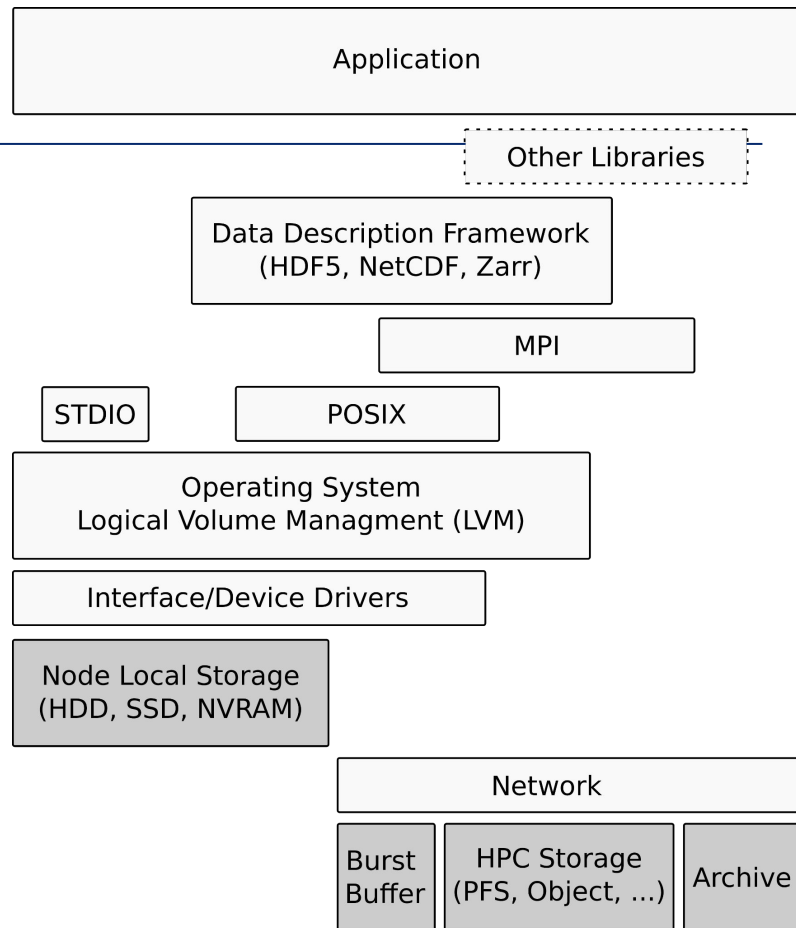 Application
Other Libraries
Data Description Framework
(HDF5, NetCDF, Zarr)
MPI
STDIO
POSIX
Operating System
Logical Volume Managment (LVM)
Interface/Device Drivers
Node Local Storage
(HDD, SSD, NVRAM)
Network
Burst
Buffer
HPC Storage
(PFS, Object, ...)
Archive